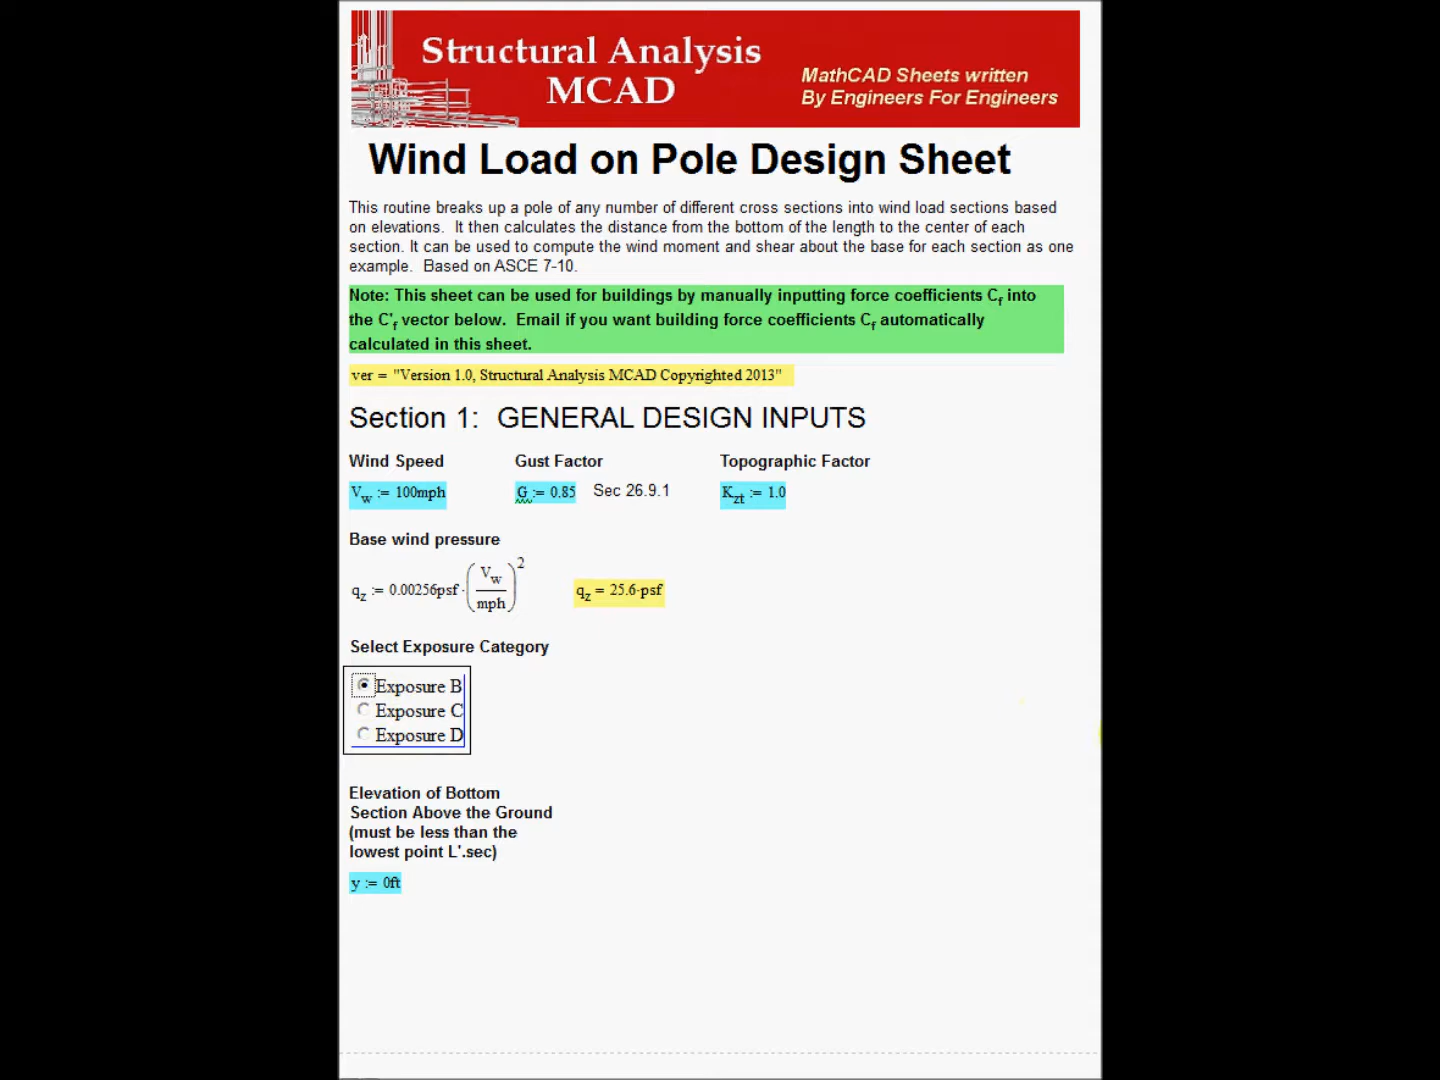 Structural Analysis
MCAD
MathCAD Sheets written
By Engineers For Engineers
Wind Load on Pole Design Sheet
This routine breaks up a pole of any number of different cross sections into wind load sections based
on elevations.  It then calculates the distance from the bottom of the length to the center of each
section. It can be used to compute the wind moment and shear about the base for each section as one
example.  Based on ASCE 7-10.
Note: This sheet can be used for buildings by manually inputting force coefficients Cf into
the C'f vector below.  Email if you want building force coefficients Cf automatically
calculated in this sheet.
ver = "Version 1.0, Structural Analysis MCAD Copyrighted 2013"
Section 1:  GENERAL DESIGN INPUTS
Wind Speed Gust Factor Topographic Factor
Vw := 100mph G := 0.85 Sec 26.9.1 Kzt := 1.0
Base wind pressure
qz := 0.00256psf·(Vw/mph)^2 qz = 25.6·psf
Select Exposure Category
Exposure B
Exposure C
Exposure D
Elevation of Bottom
Section Above the Ground
(must be less than the
lowest point L'.sec)
y := 0ft